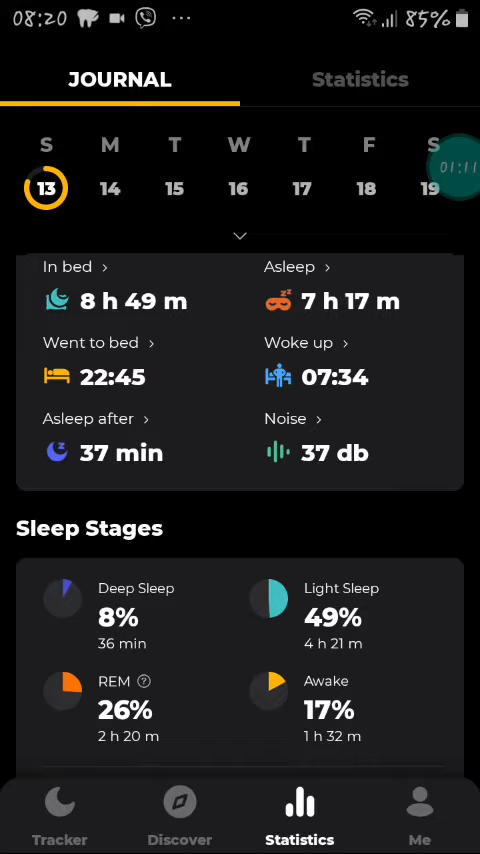 08:20 ... 85%
JOURNAL Statistics
S M T W T F S
13 14 15 16 17 18 19
01:11
In bed > Asleep >
8 h 49 m 7 h 17 m
Went to bed > Woke up >
22:45 07:34
Asleep after > Noise >
37 min 37 db
Sleep Stages
Deep Sleep Light Sleep
8% 49%
36 min 4 h 21 m
REM ? Awake
26% 17%
2 h 20 m 1 h 32 m
Tracker Discover Statistics Me